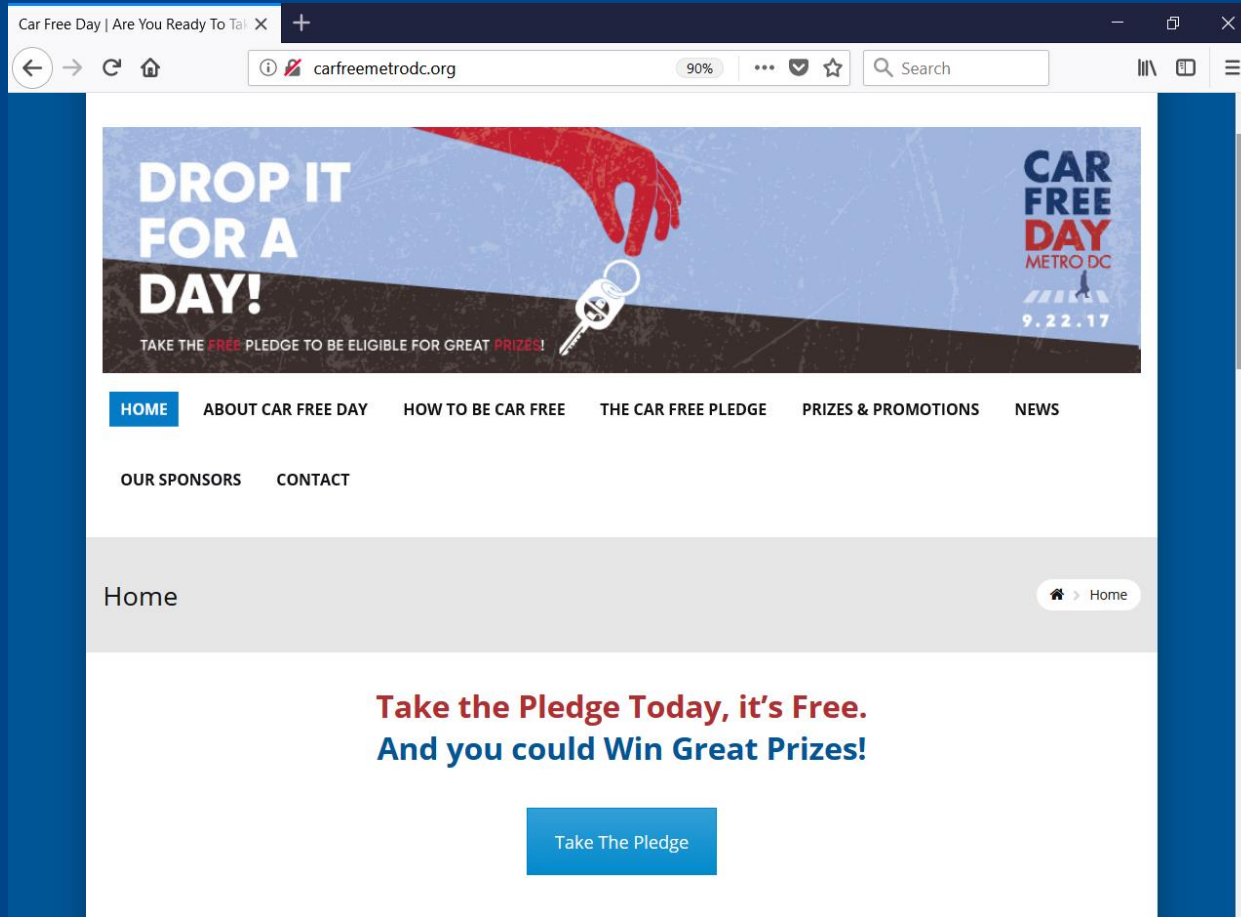 Car Free Day | Are You Ready To Tak
carfreemetrodc.org
90%
Search
DROP IT
FOR A
DAY!
TAKE THE FREE PLEDGE TO BE ELIGIBLE FOR GREAT PRIZES!
CAR
FREE
DAY
METRO DC
9.22.17
HOME ABOUT CAR FREE DAY HOW TO BE CAR FREE THE CAR FREE PLEDGE PRIZES & PROMOTIONS NEWS
OUR SPONSORS CONTACT
Home
Home
Take the Pledge Today, it's Free.
And you could Win Great Prizes!
Take The Pledge